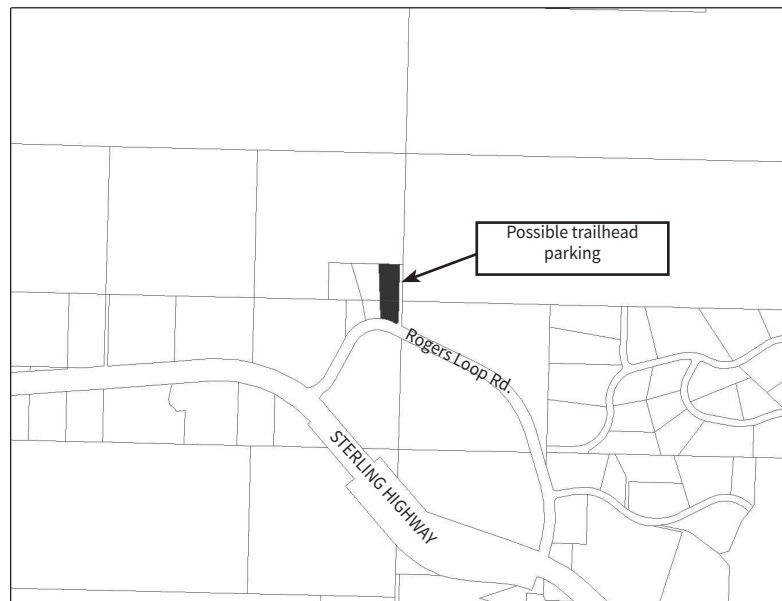 Possible trailhead
parking
Rogers Loop Rd.
STERLING HIGHWAY